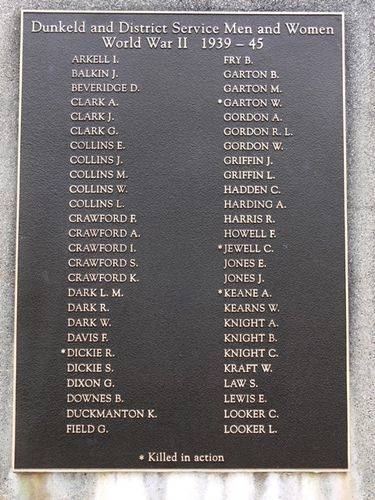 Dunkeld and District Service Men and Women
World War II 1939 – 45
ARKELL I.
BALKIN J.
BEVERIDGE D.
CLARK A.
CLARK J.
CLARK G.
COLLINS E.
COLLINS J.
COLLINS M.
COLLINS W.
COLLINS L.
CRAWFORD F.
CRAWFORD A.
CRAWFORD I.
CRAWFORD S.
CRAWFORD K.
DARK L. M.
DARK R.
DARK W.
DAVIS F.
* DICKIE R.
DICKIE S.
DIXON G.
DOWNES B.
DUCKMANTON K.
FIELD G.
FRY B.
GARTON B.
GARTON M.
* GARTON W.
GORDON A.
GORDON R. L.
GORDON W.
GRIFFIN J.
GRIFFIN L.
HADDEN C.
HARDING A.
HARRIS R.
HOWELL F.
* JEWELL C.
JONES E.
JONES J.
* KEANE A.
KEARNS W.
KNIGHT A.
KNIGHT B.
KNIGHT C.
KRAFT W.
LAW S.
LEWIS E.
LOOKER C.
LOOKER L.
* Killed in action